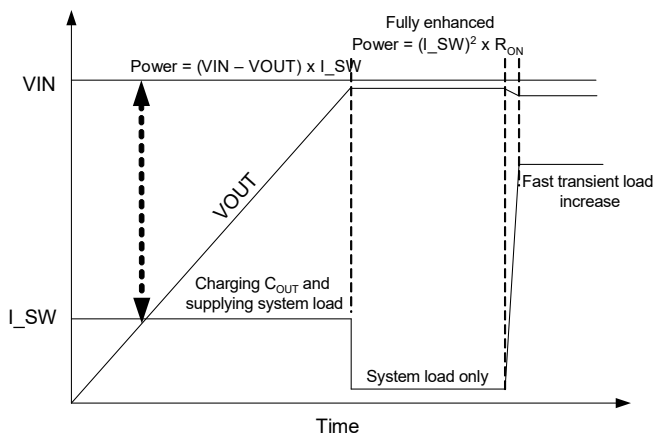 Fully enhanced
Power = (I_SW)² x R_ON
Power = (VIN – VOUT) x I_SW
VIN
VOUT
Fast transient load
increase
Charging C_OUT and
supplying system load
I_SW
System load only
Time